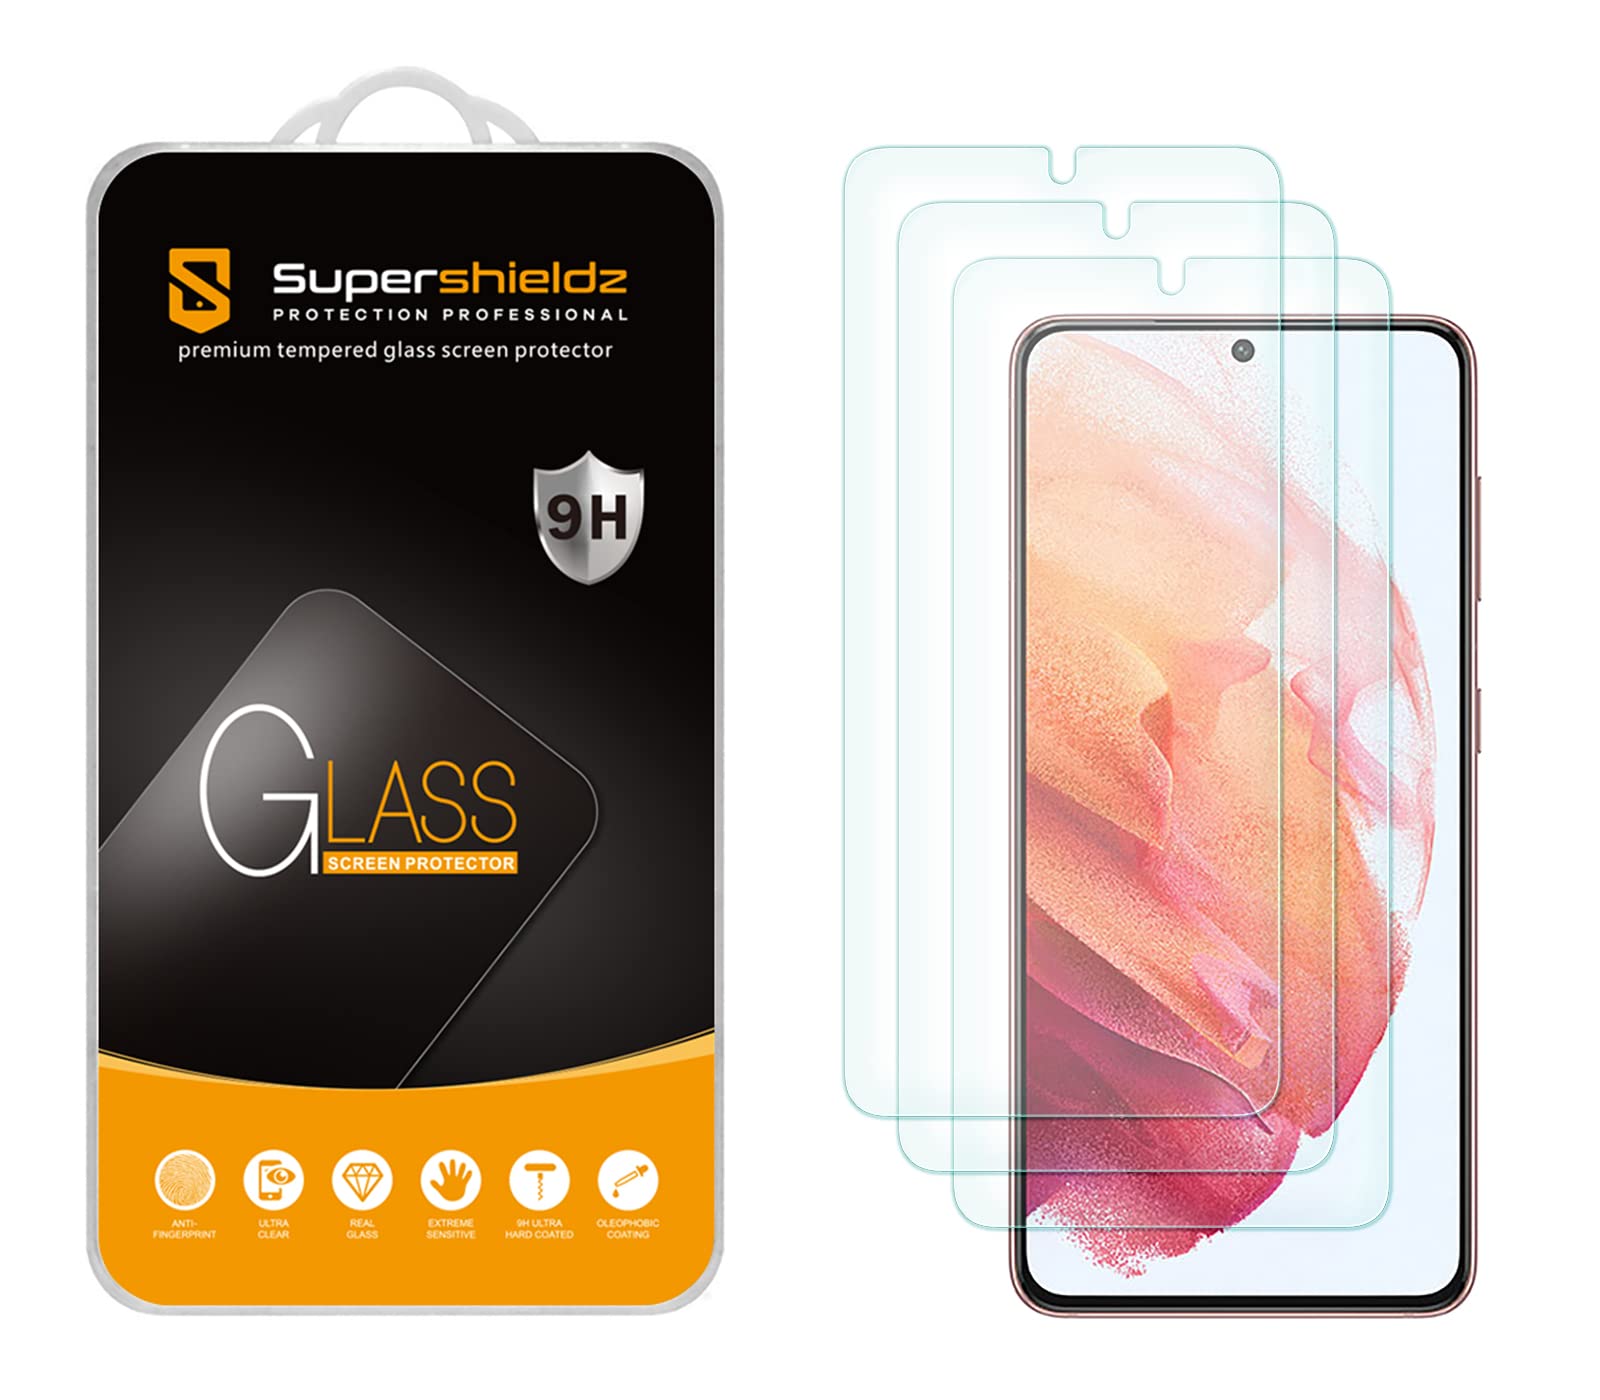 Supershieldz
PROTECTION PROFESSIONAL
premium tempered glass screen protector
9H
GLASS
SCREEN PROTECTOR
ANTI-
FINGERPRINT
ULTRA
CLEAR
REAL
GLASS
EXTREME
SENSITIVE
9H ULTRA
HARD COATED
OLEOPHOBIC
COATING